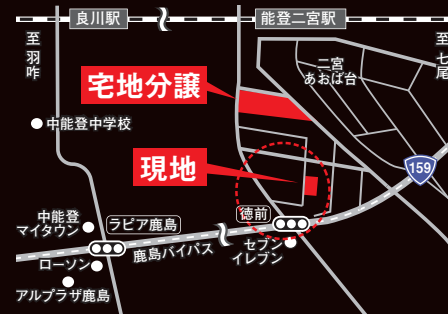 良川駅
能登二宮駅
至
羽
咋
至
七
尾
二宮
あおば台
宅地分譲
中能登中学校
現地
159
徳前
中能登
マイタウン
ラピア鹿島
セブン
イレブン
鹿島バイパス
ローソン
アルプラザ鹿島